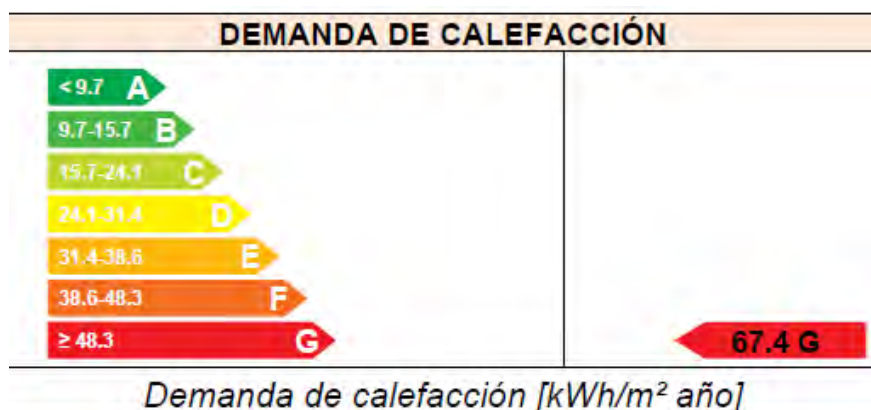 DEMANDA DE CALEFACCIÓN
< 9.7 A
9.7-15.7 B
15.7-24.1 C
24.1-31.4 D
31.4-38.6 E
38.6-48.3 F
≥ 48.3 G
67.4 G
Demanda de calefacción [kWh/m² año]